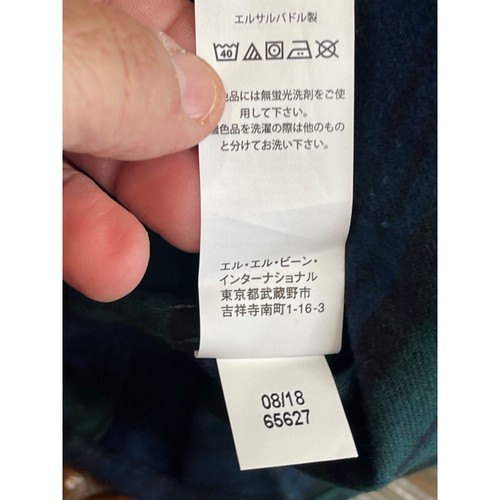 エルサルバドル製
40
色品には無蛍光洗剤をご使
用して下さい。
色品を洗濯の際は他のもの
と分けてお洗い下さい。
エル・エル・ビーン・
インターナショナル
東京都武蔵野市
吉祥寺南町1-16-3
08/18
65627